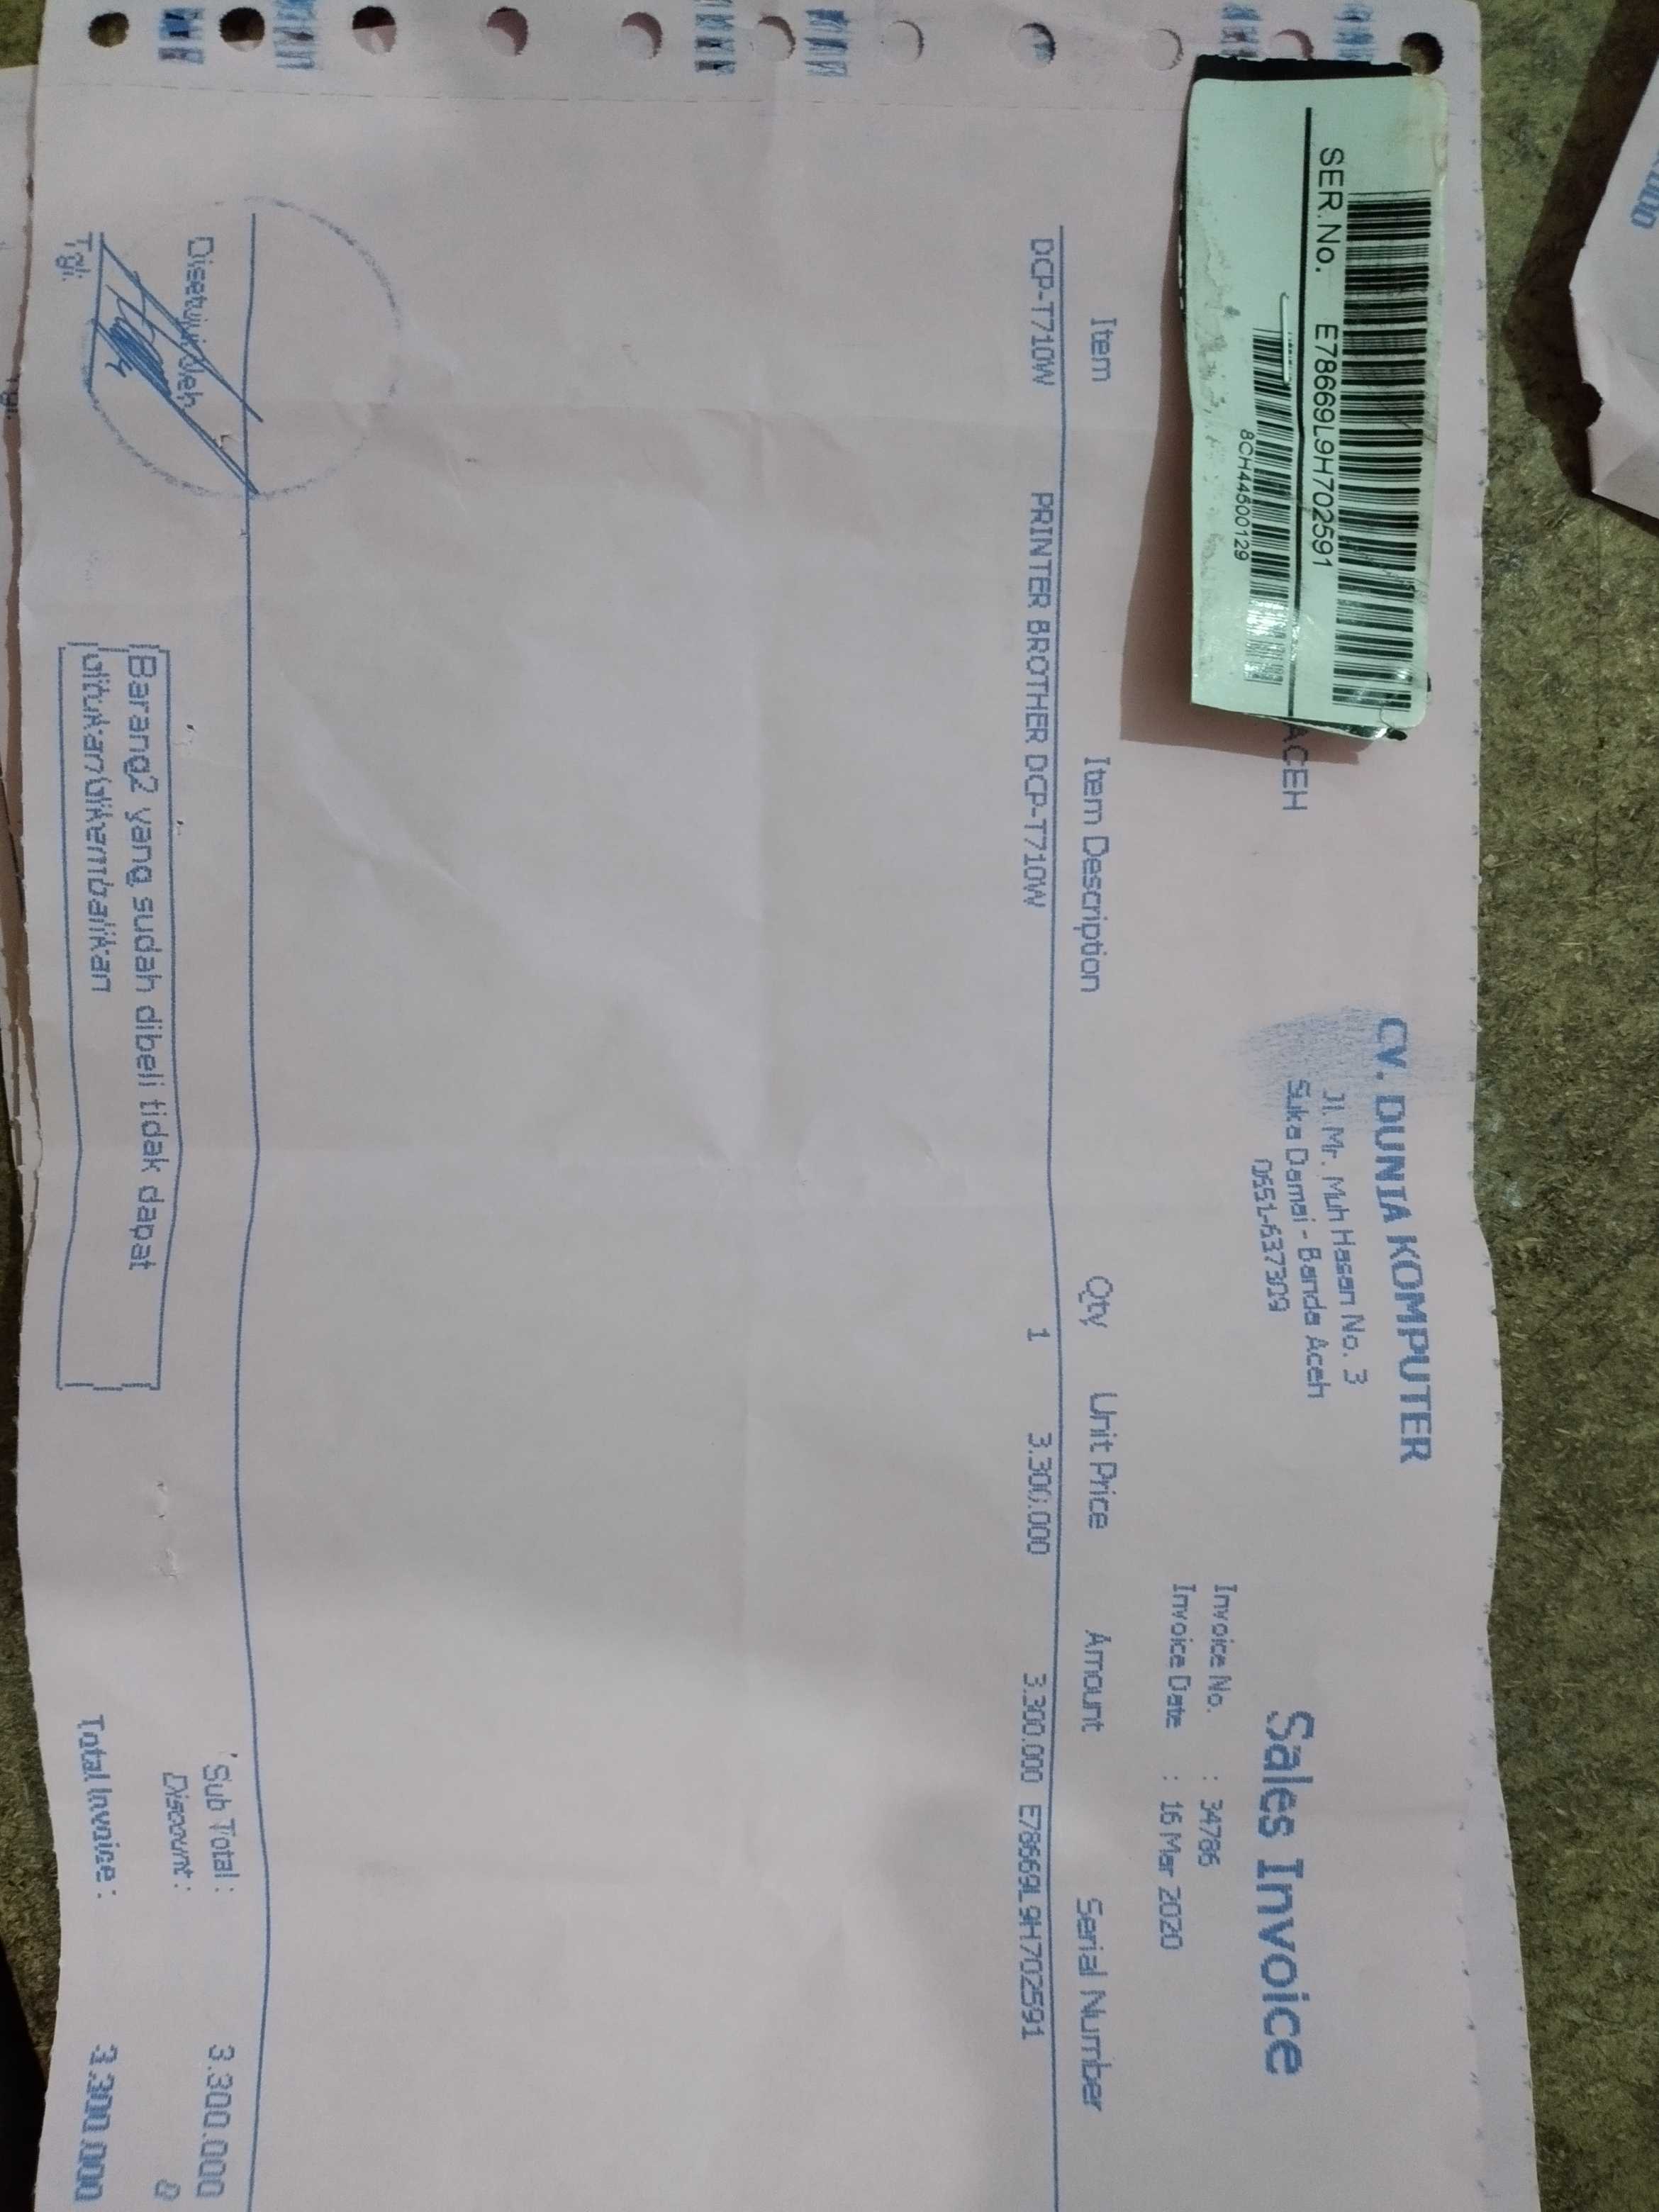 CV. DUNIA KOMPUTER
Jl. Mr. Muh Hasan No. 3
Suka Damai - Banda Aceh
0651-637309
SER.No. E78669L9H702591
8CH44500129
ACEH
Sales Invoice
Invoice No. : 34786
Invoice Date : 16 Mar 2020
Item Item Description Qty Unit Price Amount Serial Number
DCP-T710W PRINTER BROTHER DCP-T710W 1 3.300.000 3.300.000 E78669L9H702591
Disetujui Oleh
Tgl.
Barang2 yang sudah dibeli tidak dapat
ditukar/dikembalikan
Sub Total : 3.300.000
Discount : 0
Total Invoice : 3.300.000